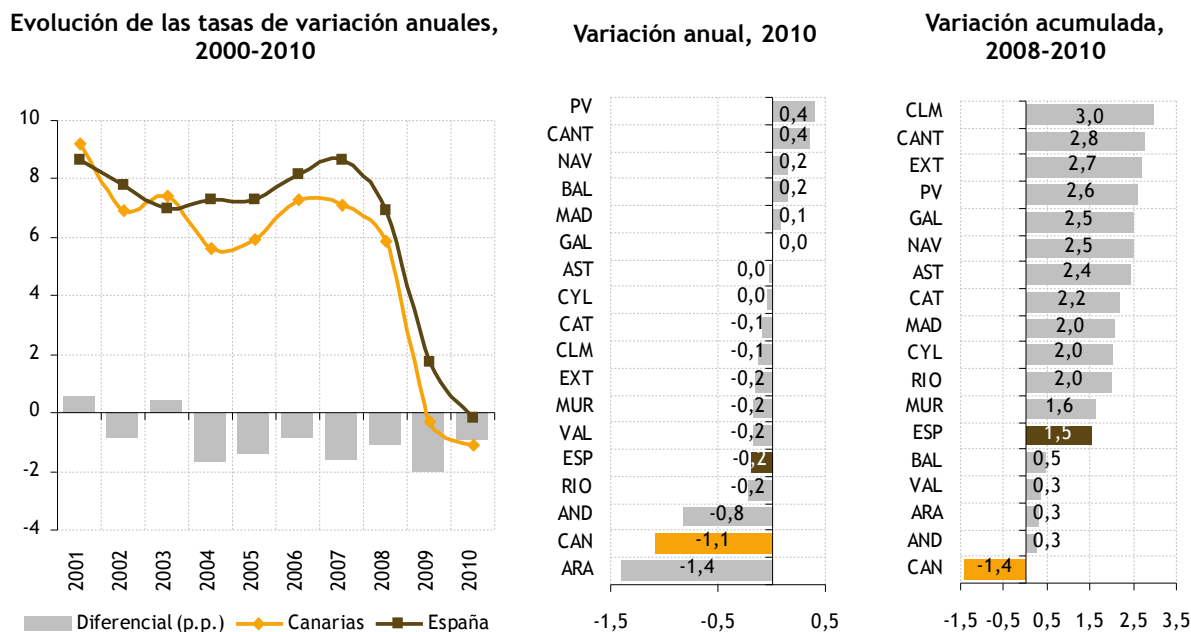 Evolución de las tasas de variación anuales,
2000-2010
10
8
6
4
2
0
-2
-4
2001
2002
2003
2004
2005
2006
2007
2008
2009
2010
Diferencial (p.p.)
Canarias
España
Variación anual, 2010
PV 0,4
CANT 0,4
NAV 0,2
BAL 0,2
MAD 0,1
GAL 0,0
AST 0,0
CYL 0,0
CAT -0,1
CLM -0,1
EXT -0,2
MUR -0,2
VAL -0,2
ESP -0,2
RIO -0,2
AND -0,8
CAN -1,1
ARA -1,4
-1,5 -0,5 0,5
Variación acumulada,
2008-2010
CLM 3,0
CANT 2,8
EXT 2,7
PV 2,6
GAL 2,5
NAV 2,5
AST 2,4
CAT 2,2
MAD 2,0
CYL 2,0
RIO 2,0
MUR 1,6
ESP 1,5
BAL 0,5
VAL 0,3
ARA 0,3
AND 0,3
CAN -1,4
-1,5 -0,5 0,5 1,5 2,5 3,5